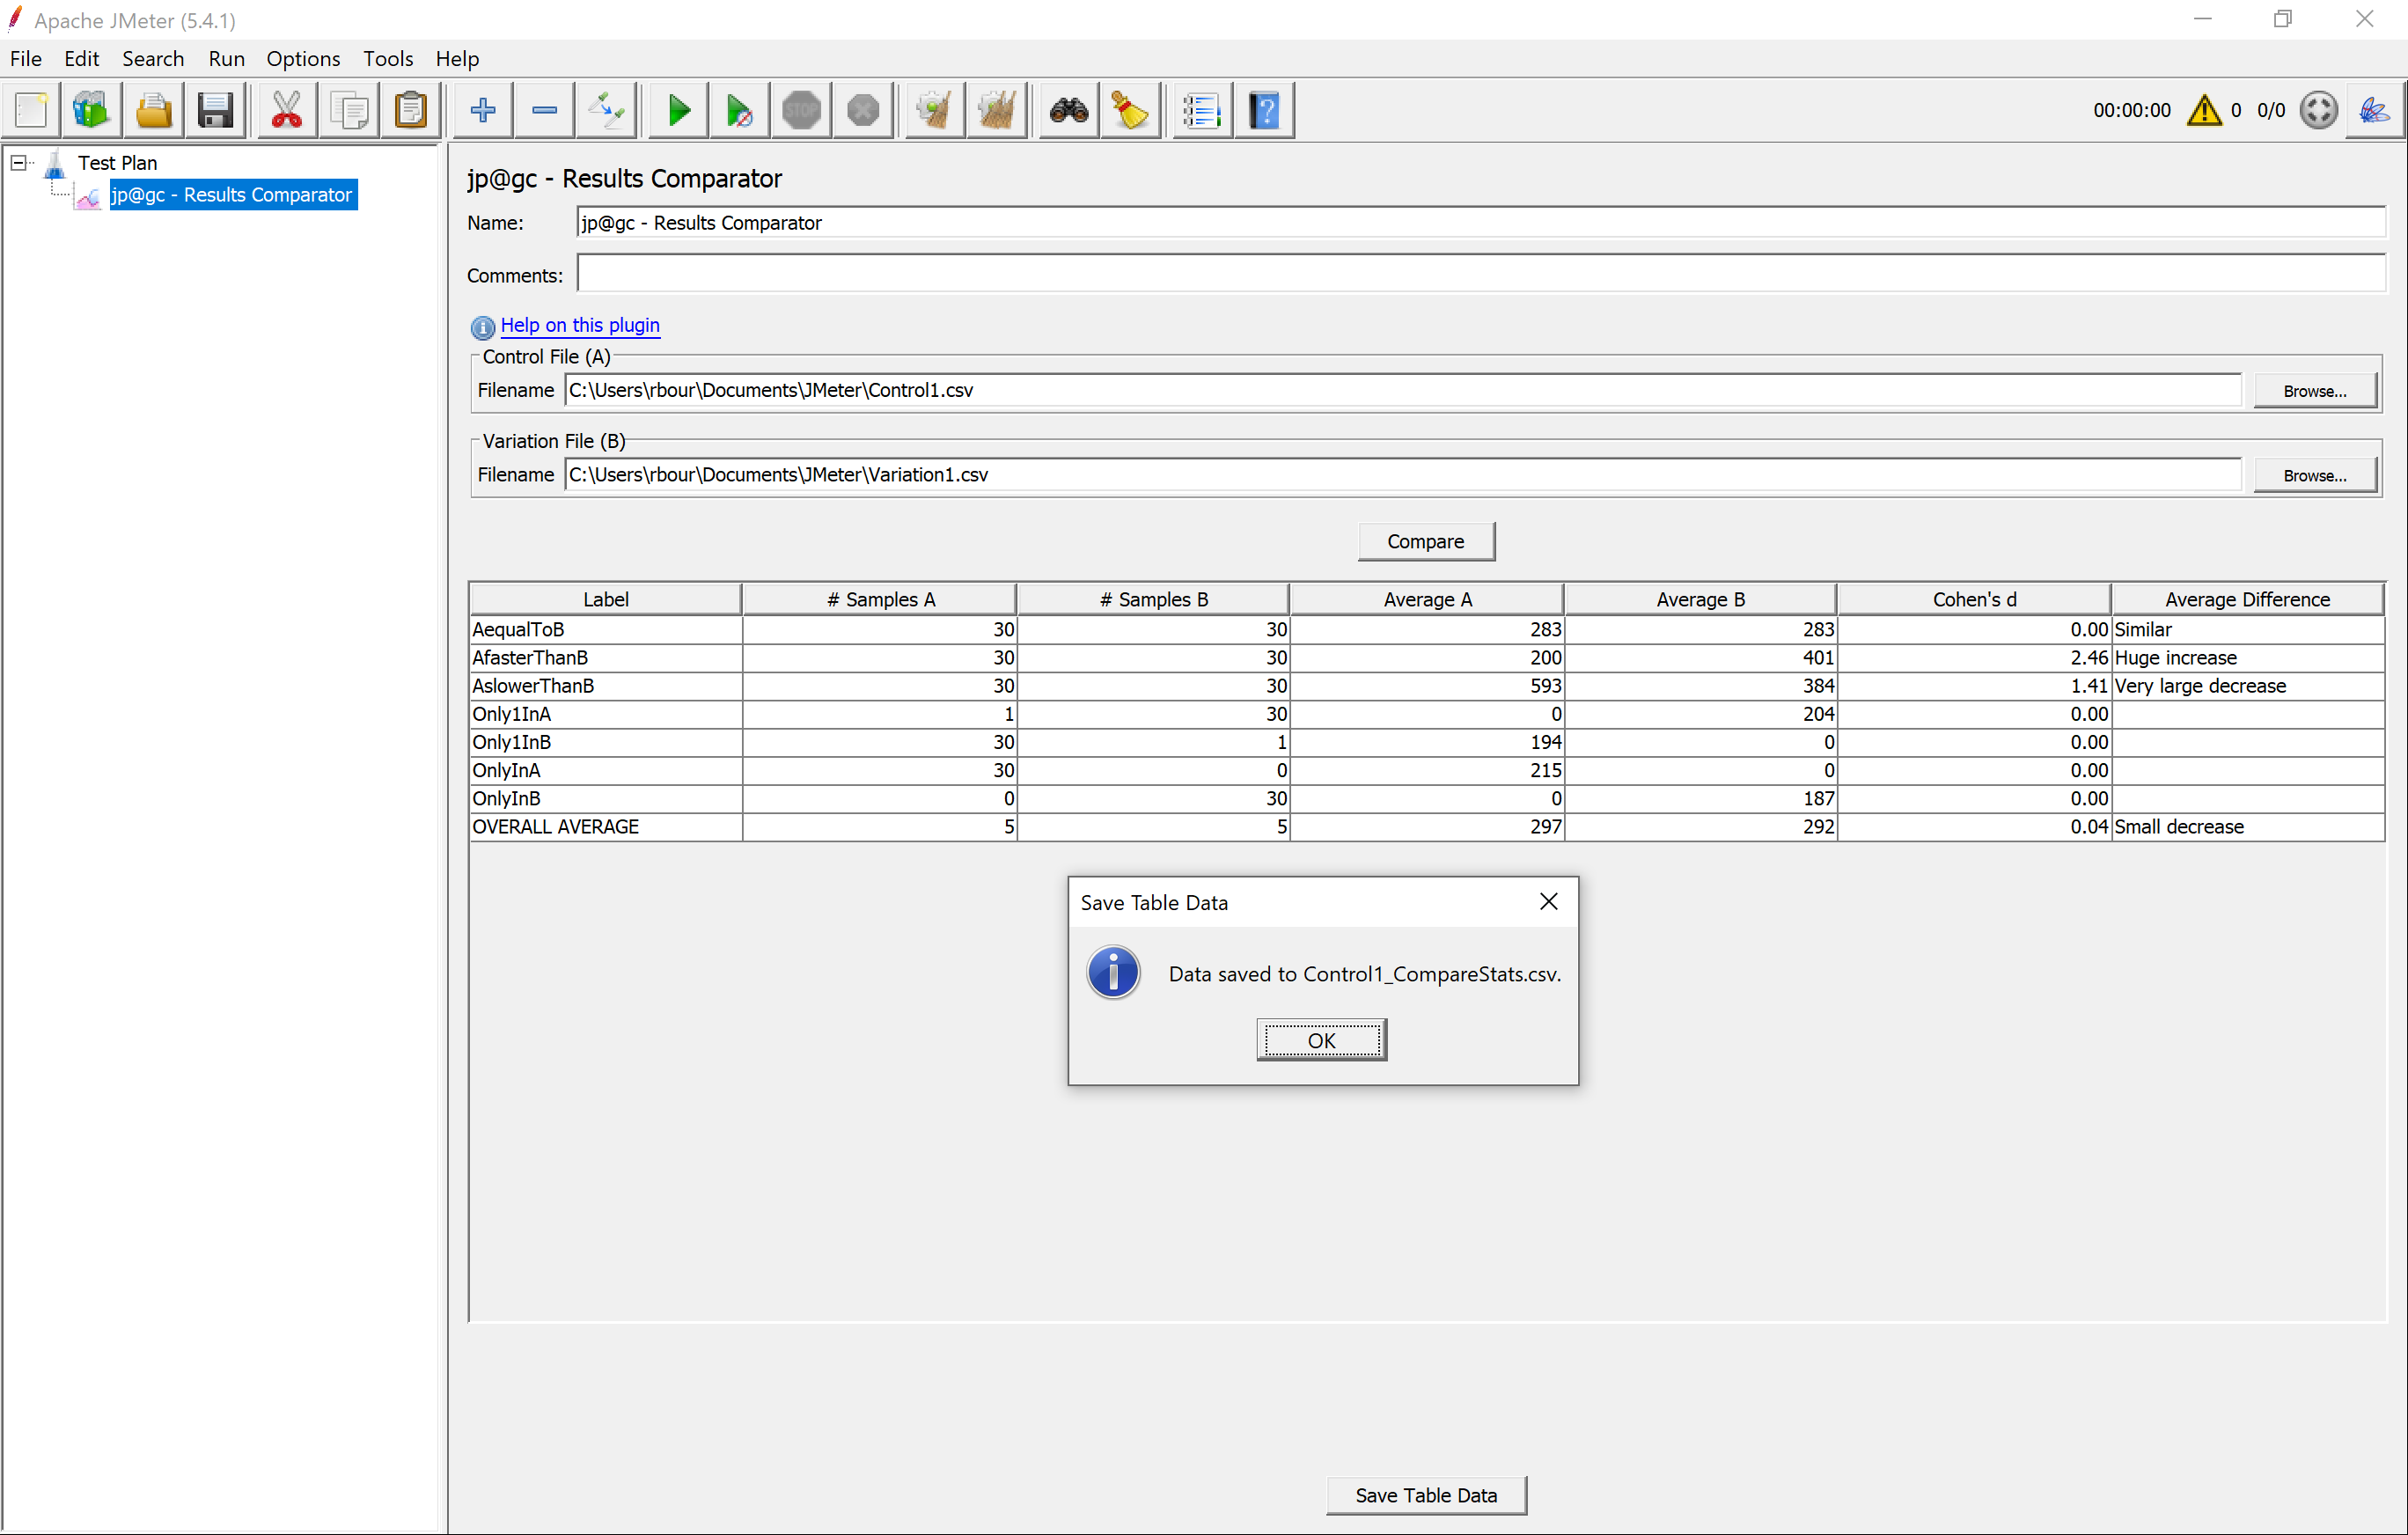 Apache JMeter (5.4.1)
File Edit Search Run Options Tools Help
STOP 00:00:00 0 0/0
Test Plan
jp@gc - Results Comparator
jp@gc - Results Comparator
Name: jp@gc - Results Comparator
Comments:
Help on this plugin
Control File (A)
Filename C:\Users\rbour\Documents\JMeter\Control1.csv Browse...
Variation File (B)
Filename C:\Users\rbour\Documents\JMeter\Variation1.csv Browse...
Compare
Label # Samples A # Samples B Average A Average B Cohen's d Average Difference
AequalToB 30 30 283 283 0.00 Similar
AfasterThanB 30 30 200 401 2.46 Huge increase
AslowerThanB 30 30 593 384 1.41 Very large decrease
Only1InA 1 30 0 204 0.00
Only1InB 30 1 194 0 0.00
OnlyInA 30 0 215 0 0.00
OnlyInB 0 30 0 187 0.00
OVERALL AVERAGE 5 5 297 292 0.04 Small decrease
Save Table Data
Data saved to Control1_CompareStats.csv.
OK
Save Table Data